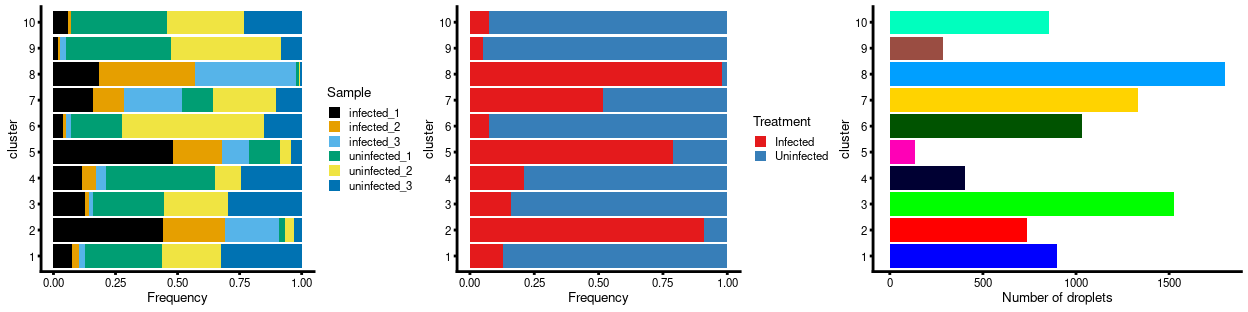 cluster
10
9
8
7
6
5
4
3
2
1
0.00 0.25 0.50 0.75 1.00
Frequency
Sample
infected_1
infected_2
infected_3
uninfected_1
uninfected_2
uninfected_3
cluster
10
9
8
7
6
5
4
3
2
1
0.00 0.25 0.50 0.75 1.00
Frequency
Treatment
Infected
Uninfected
cluster
10
9
8
7
6
5
4
3
2
1
0 500 1000 1500
Number of droplets